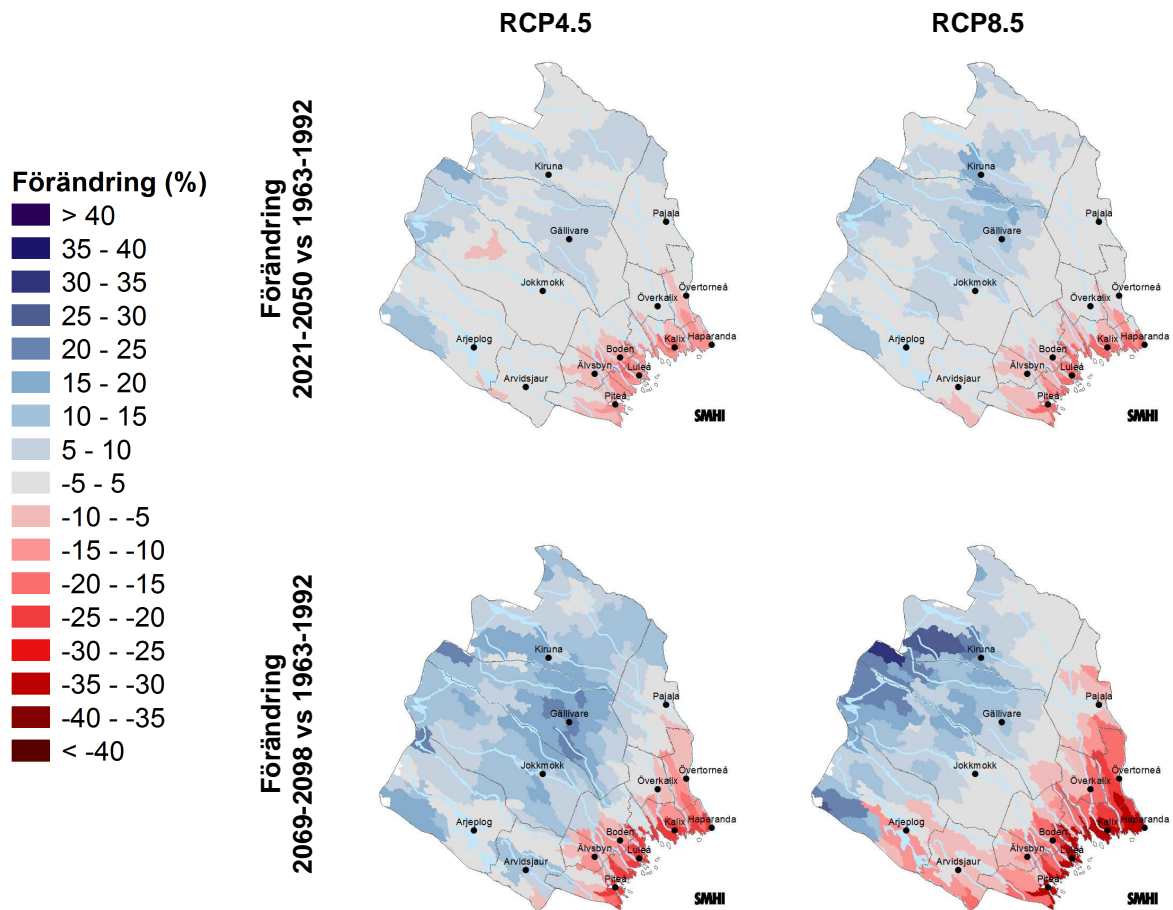 RCP4.5
RCP8.5
Förändring (%)
> 40
35 - 40
30 - 35
25 - 30
20 - 25
15 - 20
10 - 15
5 - 10
-5 - 5
-10 - -5
-15 - -10
-20 - -15
-25 - -20
-30 - -25
-35 - -30
-40 - -35
< -40
Förändring
2021-2050 vs 1963-1992
Kiruna
Pajala
Gällivare
Jokkmokk
Överkalix
Övertorneå
Arjeplog
Boden
Kalix
Haparanda
Älvsbyn
Luleå
Arvidsjaur
Piteå
SMHI
Kiruna
Pajala
Gällivare
Jokkmokk
Överkalix
Övertorneå
Arjeplog
Boden
Kalix
Haparanda
Älvsbyn
Luleå
Arvidsjaur
Piteå
SMHI
Förändring
2069-2098 vs 1963-1992
Kiruna
Pajala
Gällivare
Jokkmokk
Överkalix
Övertorneå
Arjeplog
Boden
Kalix
Haparanda
Älvsbyn
Luleå
Arvidsjaur
Piteå
SMHI
Kiruna
Pajala
Gällivare
Jokkmokk
Överkalix
Övertorneå
Arjeplog
Boden
Kalix
Haparanda
Älvsbyn
Luleå
Arvidsjaur
Piteå
SMHI